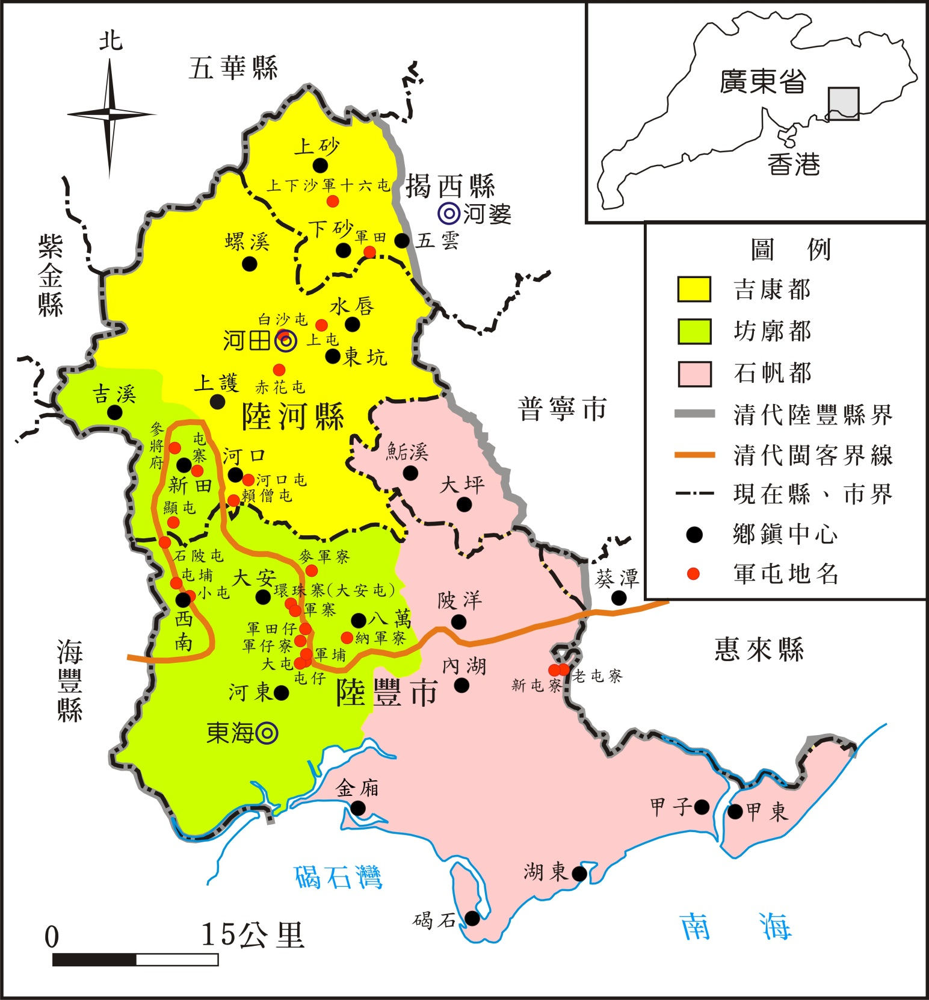 北
五華縣
廣東省
香港
上砂
上下沙軍十六屯
揭西縣
河婆
下砂
軍田
五雲
螺溪
紫金縣
圖 例
吉康都
坊廓都
石帆都
清代陸豐縣界
清代閩客界線
現在縣、市界
鄉鎮中心
軍屯地名
水唇
白沙屯
河田
上屯
東坑
赤花屯
上護
吉溪
陸河縣
普寧市
參將府
屯寨
新田
河口
河口屯
賴僧屯
鮜溪
大坪
顯屯
石陂屯
屯埔
小屯
西南
大安
麥軍寮
環珠寨(大安屯)
軍寨
八萬
納軍寮
軍田仔
軍仔寮
軍埔
大屯
屯仔
陂洋
葵潭
海豐縣
惠來縣
內湖
新屯寮
老屯寮
河東
陸豐市
東海
金廂
甲子
甲東
湖東
碣石灣
碣石
南 海
0
15公里